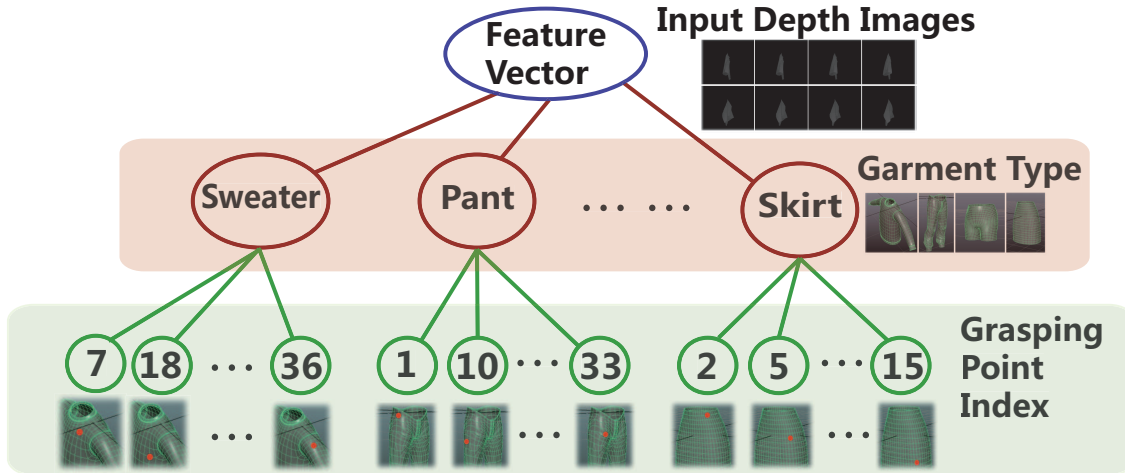 Feature
Vector
Input Depth Images
Sweater
Pant
... ...
Skirt
Garment Type
7
18
...
36
1
10
...
33
2
5
...
15
Grasping
Point
Index
...
...
...